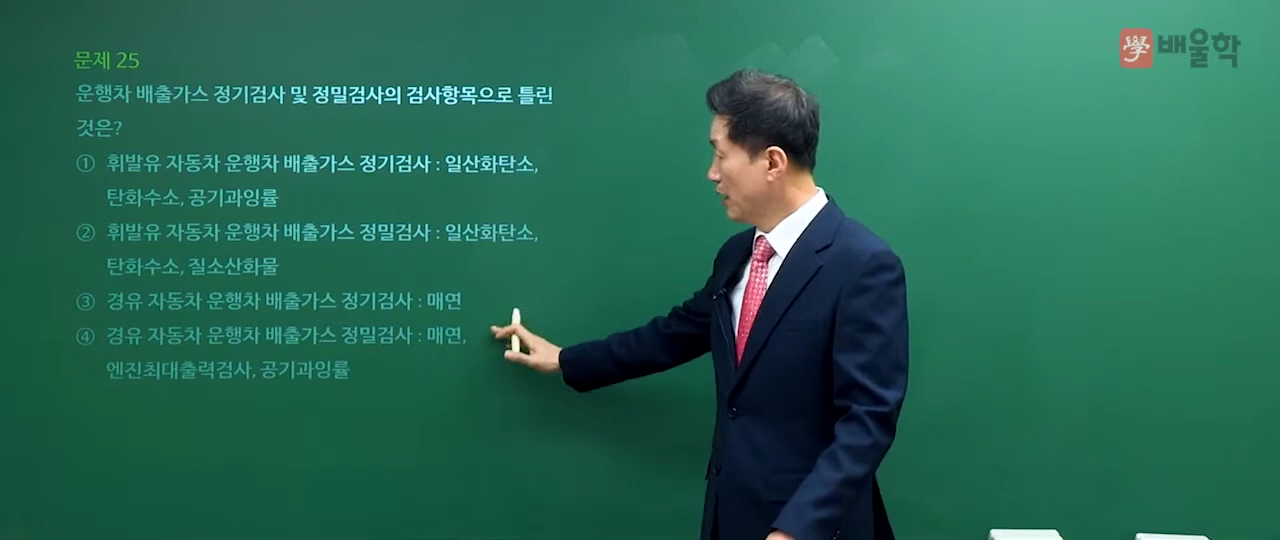 學 배울학
문제 25
운행차 배출가스 정기검사 및 정밀검사의 검사항목으로 틀린
것은?
① 휘발유 자동차 운행차 배출가스 정기검사 : 일산화탄소,
탄화수소, 공기과잉률
② 휘발유 자동차 운행차 배출가스 정밀검사 : 일산화탄소,
탄화수소, 질소산화물
③ 경유 자동차 운행차 배출가스 정기검사 : 매연
④ 경유 자동차 운행차 배출가스 정밀검사 : 매연,
엔진최대출력검사, 공기과잉률